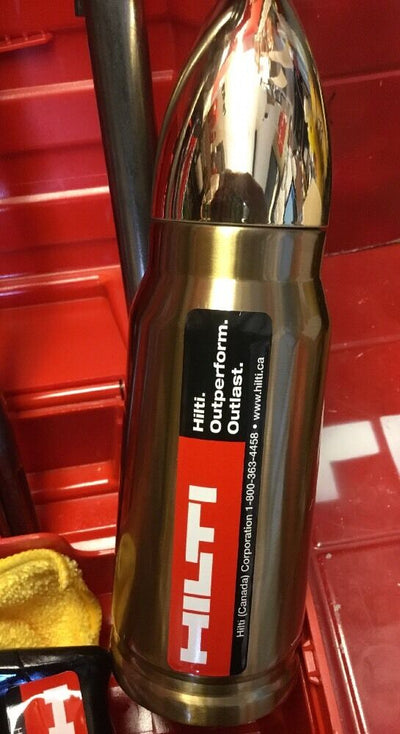 Hilti.
Outperform.
Outlast.
HILTI
Hilti (Canada) Corporation 1-800-363-4458 • www.hilti.ca
H